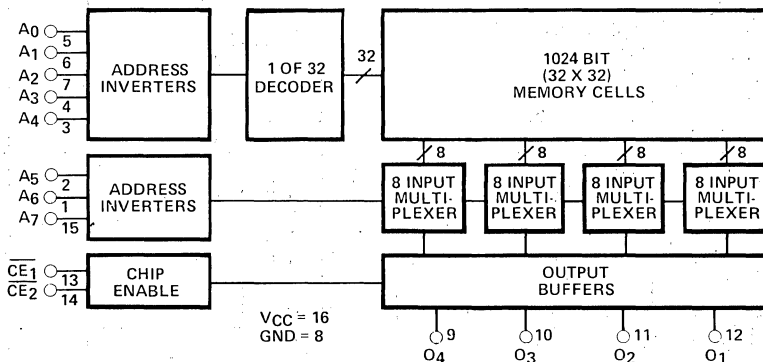 A0
5
A1
6
A2
7
A3
4
A4
3
ADDRESS
INVERTERS
1 OF 32
DECODER
32
1024 BIT
(32 X 32)
MEMORY CELLS
8
8
8
8
A5
2
A6
1
A7
15
ADDRESS
INVERTERS
8 INPUT
MULTI-
PLEXER
8 INPUT
MULTI-
PLEXER
8 INPUT
MULTI-
PLEXER
8 INPUT
MULTI-
PLEXER
CE1
13
CE2
14
CHIP
ENABLE
OUTPUT
BUFFERS
VCC = 16
GND = 8
9
10
11
12
O4
O3
O2
O1